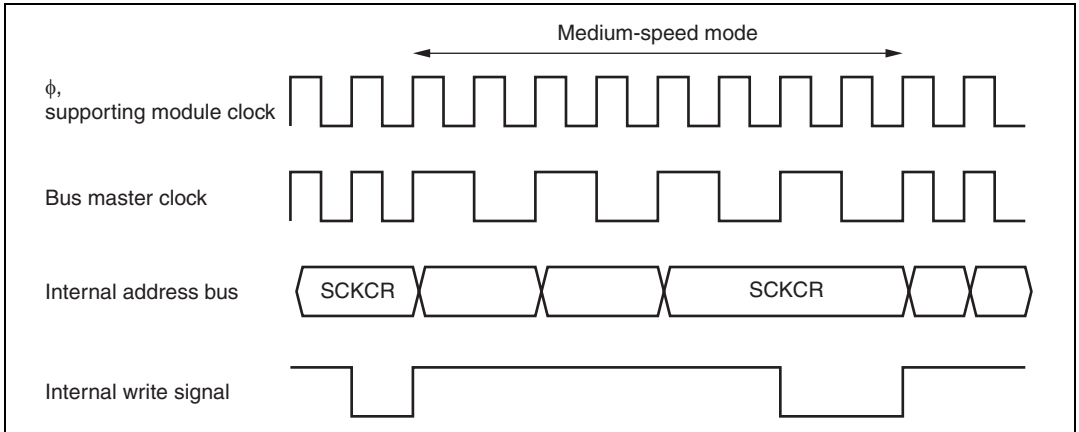 Medium-speed mode
ϕ,
supporting module clock
Bus master clock
Internal address bus
SCKCR
SCKCR
Internal write signal